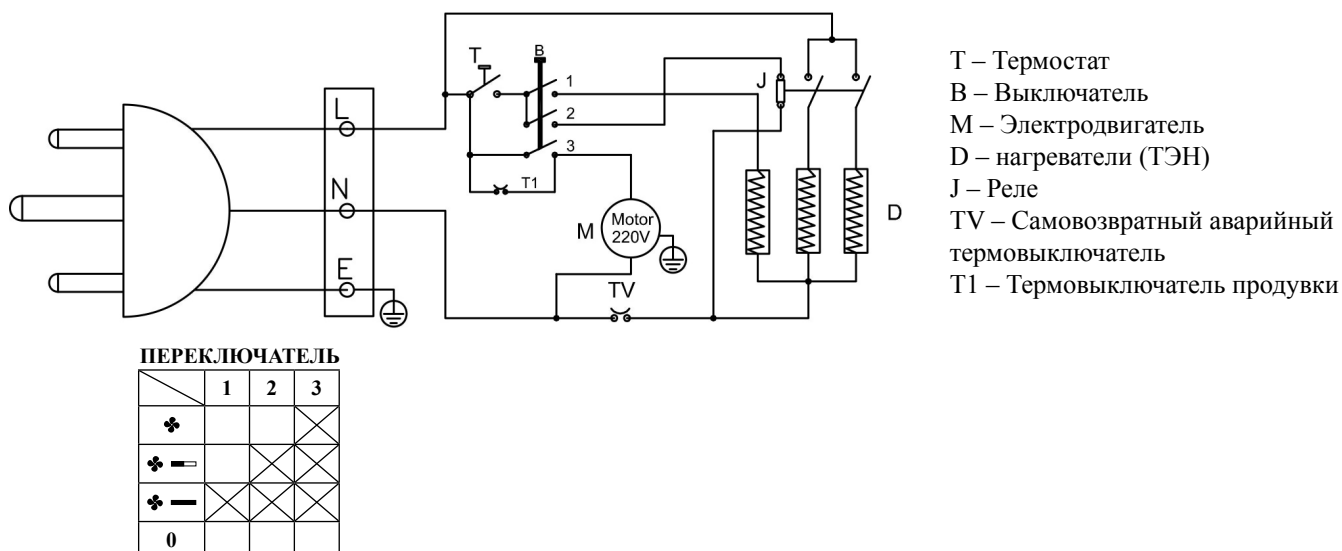 T
B
1
2
3
T1
J
L
N
E
M
Motor
220V
TV
D
T – Термостат
B – Выключатель
M – Электродвигатель
D – нагреватели (ТЭН)
J – Реле
TV – Самовозвратный аварийный
термовыключатель
T1 – Термовыключатель продувки
ПЕРЕКЛЮЧАТЕЛЬ
1 2 3
0